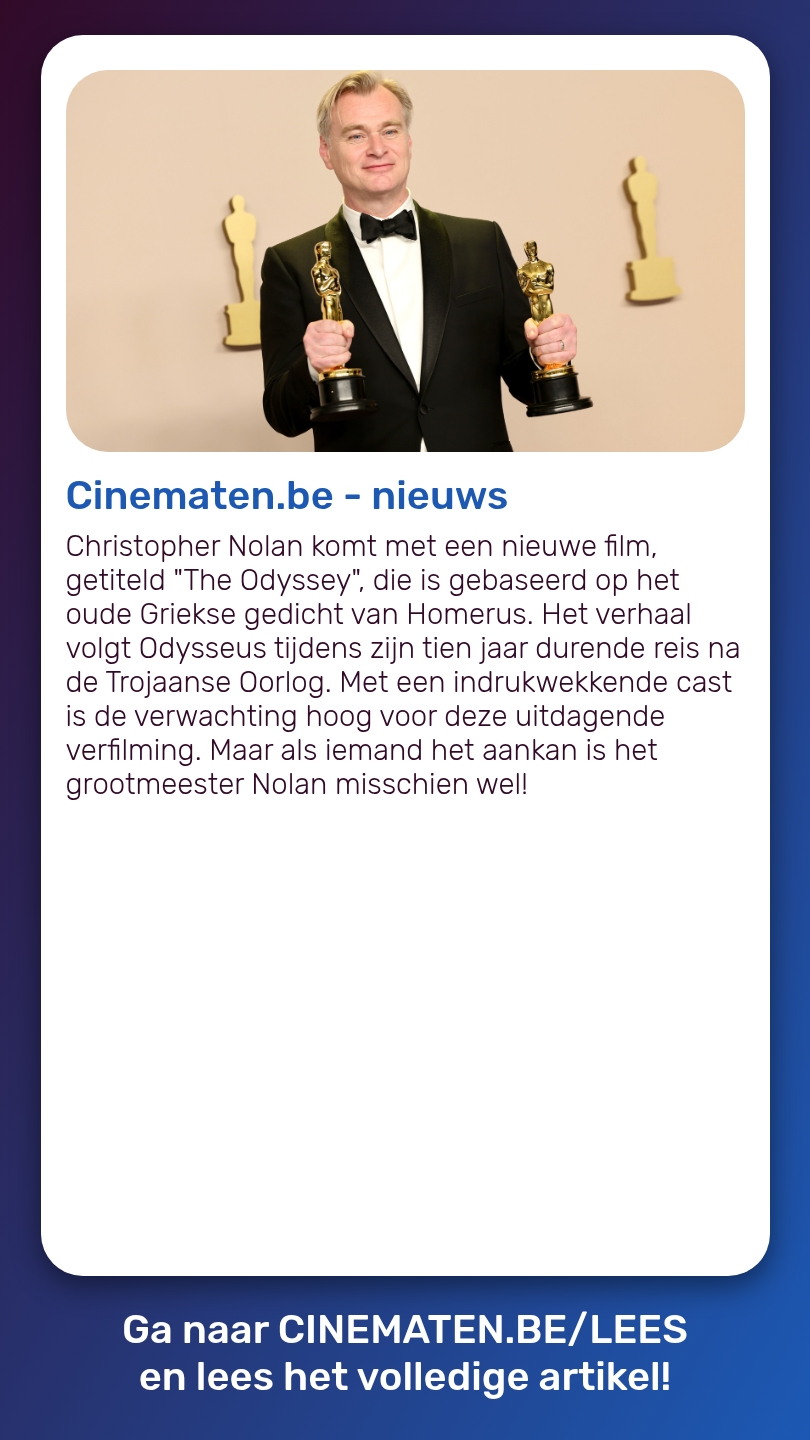 Cinematen.be - nieuws
Christopher Nolan komt met een nieuwe film,
getiteld "The Odyssey", die is gebaseerd op het
oude Griekse gedicht van Homerus. Het verhaal
volgt Odysseus tijdens zijn tien jaar durende reis na
de Trojaanse Oorlog. Met een indrukwekkende cast
is de verwachting hoog voor deze uitdagende
verfilming. Maar als iemand het aankan is het
grootmeester Nolan misschien wel!
Ga naar CINEMATEN.BE/LEES
en lees het volledige artikel!